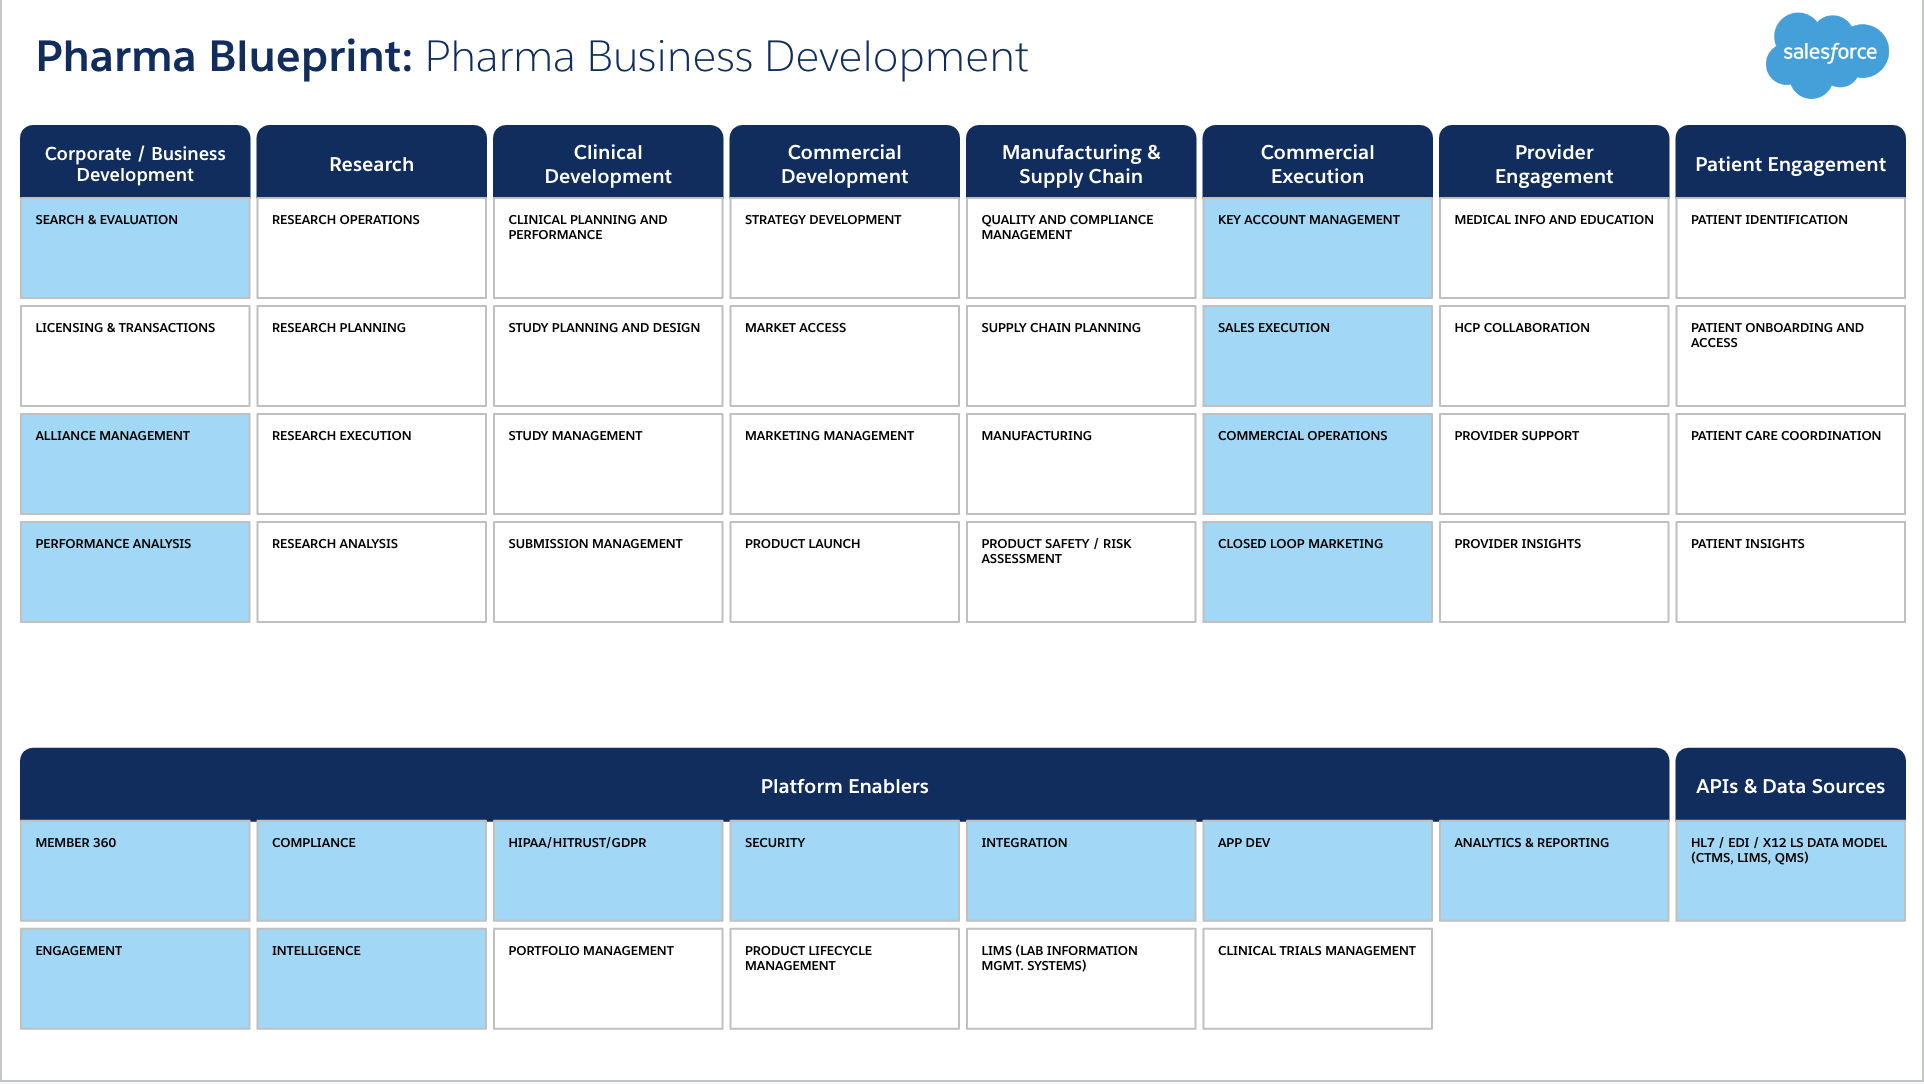 Pharma Blueprint: Pharma Business Development
salesforce
Corporate / Business
Development
Research
Clinical
Development
Commercial
Development
Manufacturing &
Supply Chain
Commercial
Execution
Provider
Engagement
Patient Engagement
SEARCH & EVALUATION
RESEARCH OPERATIONS
CLINICAL PLANNING AND
PERFORMANCE
STRATEGY DEVELOPMENT
QUALITY AND COMPLIANCE
MANAGEMENT
KEY ACCOUNT MANAGEMENT
MEDICAL INFO AND EDUCATION
PATIENT IDENTIFICATION
LICENSING & TRANSACTIONS
RESEARCH PLANNING
STUDY PLANNING AND DESIGN
MARKET ACCESS
SUPPLY CHAIN PLANNING
SALES EXECUTION
HCP COLLABORATION
PATIENT ONBOARDING AND
ACCESS
ALLIANCE MANAGEMENT
RESEARCH EXECUTION
STUDY MANAGEMENT
MARKETING MANAGEMENT
MANUFACTURING
COMMERCIAL OPERATIONS
PROVIDER SUPPORT
PATIENT CARE COORDINATION
PERFORMANCE ANALYSIS
RESEARCH ANALYSIS
SUBMISSION MANAGEMENT
PRODUCT LAUNCH
PRODUCT SAFETY / RISK
ASSESSMENT
CLOSED LOOP MARKETING
PROVIDER INSIGHTS
PATIENT INSIGHTS
Platform Enablers
APIs & Data Sources
MEMBER 360
COMPLIANCE
HIPAA/HITRUST/GDPR
SECURITY
INTEGRATION
APP DEV
ANALYTICS & REPORTING
HL7 / EDI / X12 LS DATA MODEL
(CTMS, LIMS, QMS)
ENGAGEMENT
INTELLIGENCE
PORTFOLIO MANAGEMENT
PRODUCT LIFECYCLE
MANAGEMENT
LIMS (LAB INFORMATION
MGMT. SYSTEMS)
CLINICAL TRIALS MANAGEMENT